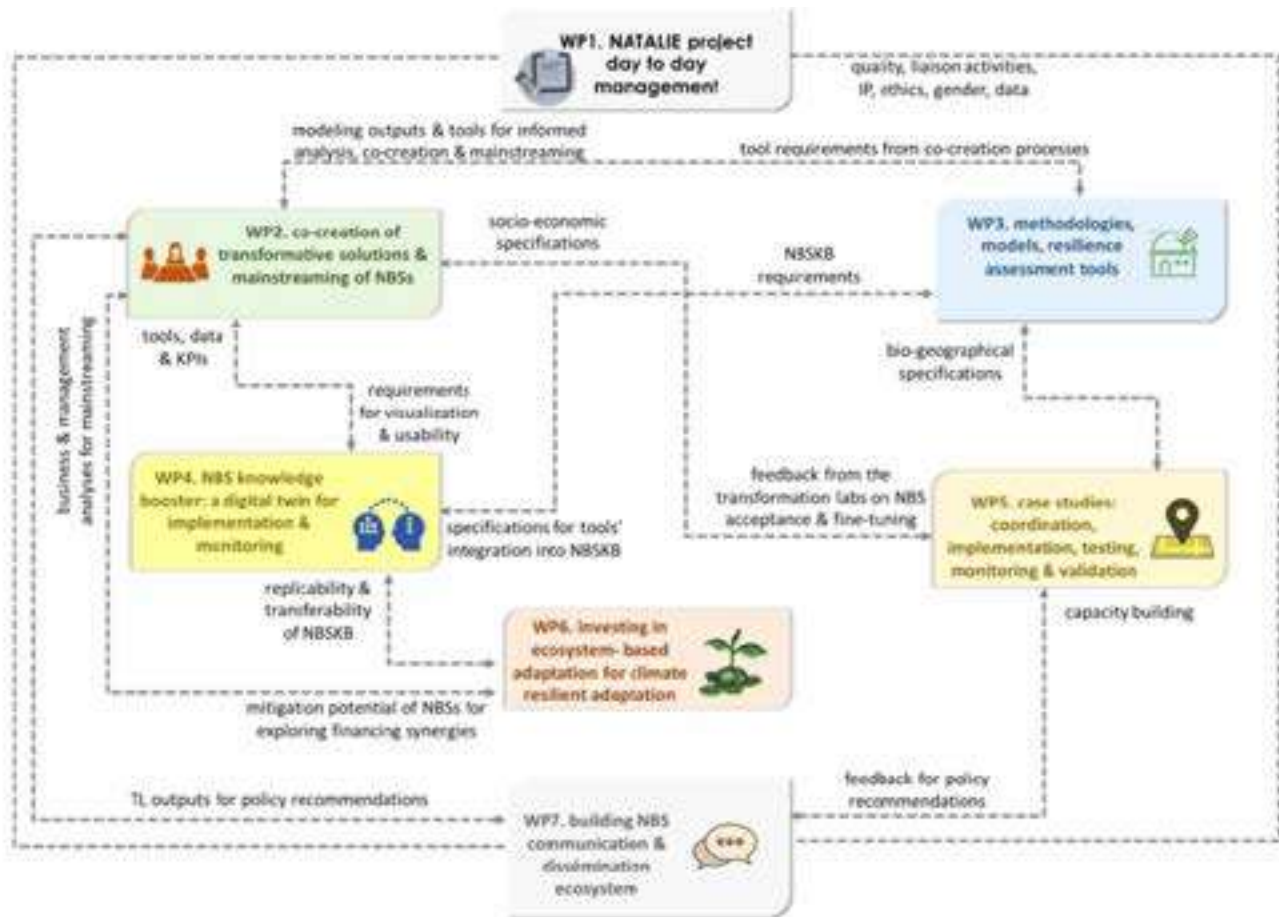 WP1. NATALIE project
day to day
management
quality, liaison activities,
IP, ethics, gender, data
modeling outputs & tools for informed
analysis, co-creation & mainstreaming
tool requirements from co-creation processes
WP2. co-creation of
transformative solutions &
mainstreaming of NBSs
socio-economic
specifications
NBSKB
requirements
WP3. methodologies,
models, resilience
assessment tools
tools, data
& KPIs
bio-geographical
specifications
business & management
analyses for mainstreaming
requirements
for visualization
& usability
WP4. NBS knowledge
booster: a digital twin for
implementation &
monitoring
specifications for tools'
integration into NBSKB
feedback from the
transformation labs on NBS
acceptance & fine-tuning
WP5. case studies:
coordination,
implementation, testing,
monitoring & validation
replicability &
transferability
of NBSKB
capacity building
WP6. investing in
ecosystem- based
adaptation for climate
resilient adaptation
mitigation potential of NBSs for
exploring financing synergies
TL outputs for policy recommendations
feedback for policy
recommendations
WP7. building NBS
communication &
dissémination
ecosystem